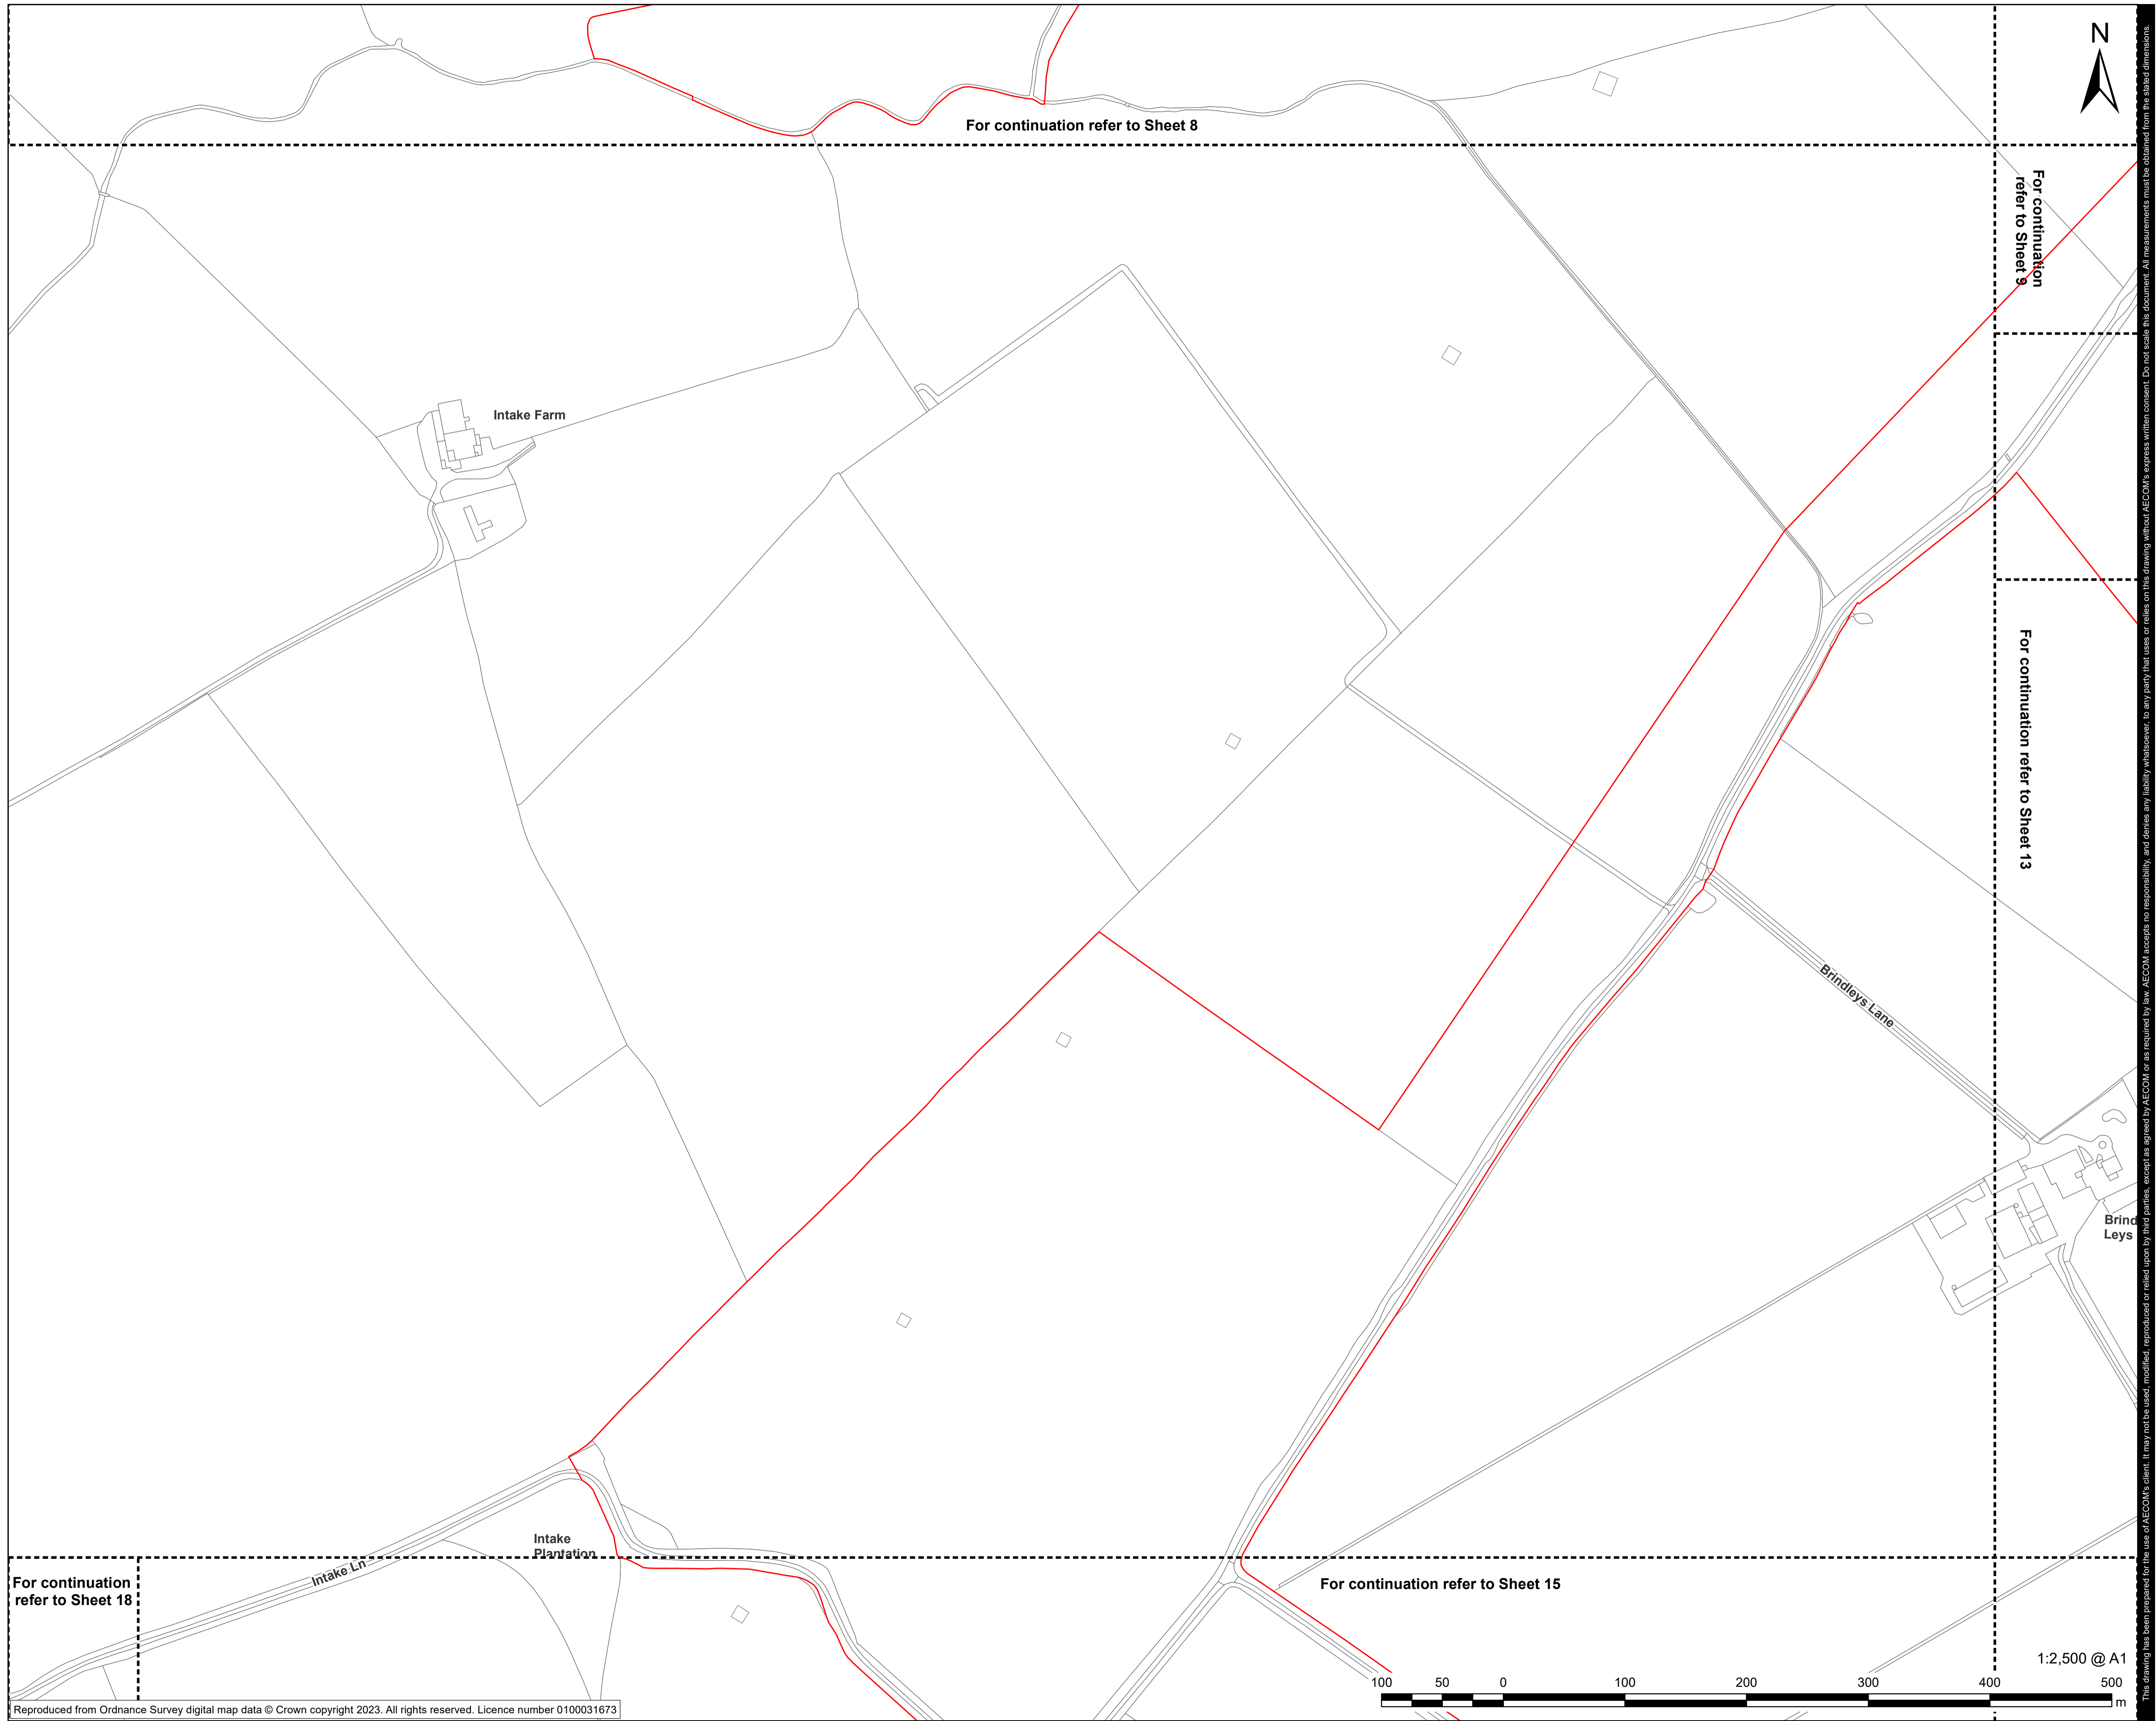 N
For continuation refer to Sheet 8
For continuation
refer to Sheet 9
Intake Farm
For continuation refer to Sheet 13
Brindleys Lane
Brind
Leys
Intake
Plantation
Intake Ln
For continuation
refer to Sheet 18
For continuation refer to Sheet 15
1:2,500 @ A1
100 50 0 100 200 300 400 500
m
Reproduced from Ordnance Survey digital map data © Crown copyright 2023. All rights reserved. Licence number 0100031673
This drawing has been prepared for the use of AECOM's client. It may not be used, modified, reproduced or relied upon by third parties, except as agreed by AECOM or as required by law. AECOM accepts no responsibility, and denies any liability whatsoever, to any party that uses or relies on this drawing without AECOM's express written consent. Do not scale this document. All measurements must be obtained from the stated dimensions.